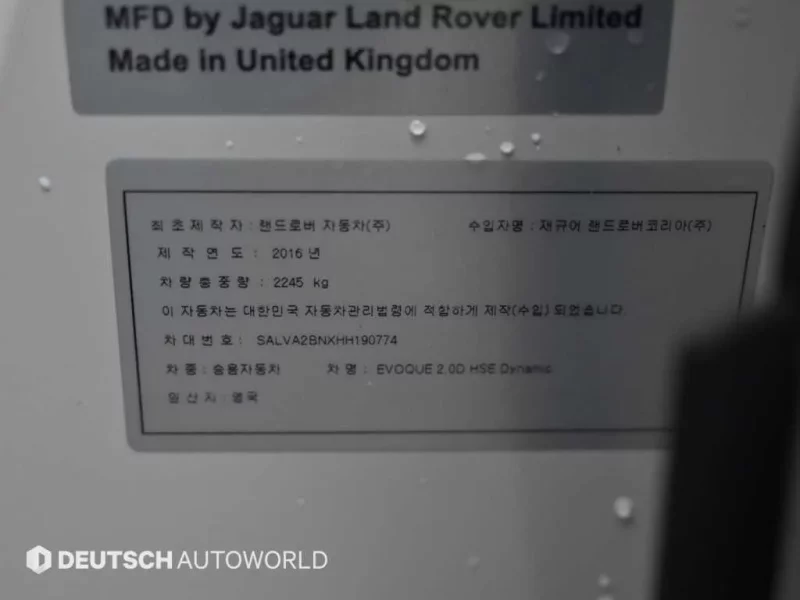 MFD by Jaguar Land Rover Limited
Made in United Kingdom
최초제작자 : 랜드로버 자동차(주) 수입자명 : 재규어 랜드로버코리아(주)
제 작 연 도 : 2016 년
차 량 총 중 량 : 2245 kg
이 자동차는 대한민국 자동차관리법령에 적합하게 제작(수입) 되었습니다.
차 대 번 호 : SALVA2BNXHH190774
차 종 : 승용자동차 차 명 : EVOQUE 2.0D HSE Dynamic
원 산 지 : 영국
DEUTSCH AUTOWORLD